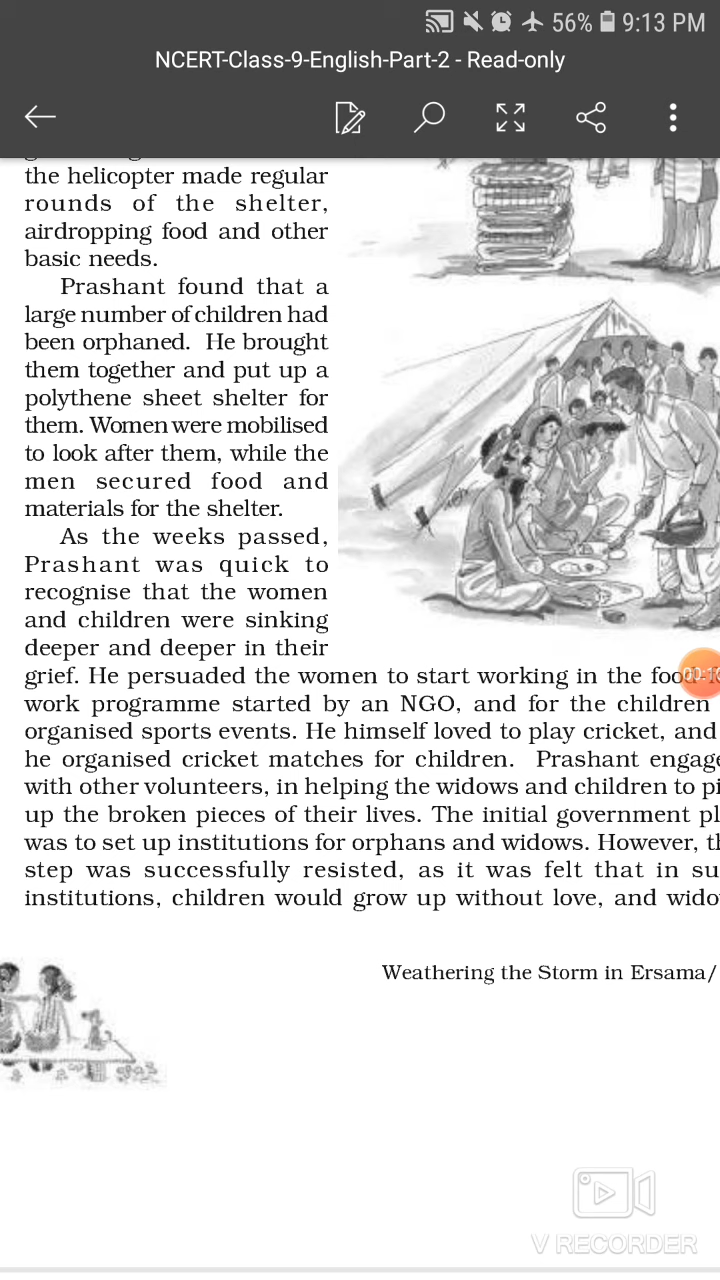 56% 9:13 PM
NCERT-Class-9-English-Part-2 - Read-only
the helicopter made regular
rounds of the shelter,
airdropping food and other
basic needs.
Prashant found that a
large number of children had
been orphaned. He brought
them together and put up a
polythene sheet shelter for
them. Women were mobilised
to look after them, while the
men secured food and
materials for the shelter.
As the weeks passed,
Prashant was quick to
recognise that the women
and children were sinking
deeper and deeper in their
grief. He persuaded the women to start working in the
work programme started by an NGO, and for the children
organised sports events. He himself loved to play cricket, and
he organised cricket matches for children. Prashant engage
with other volunteers, in helping the widows and children to pi
up the broken pieces of their lives. The initial government pl
was to set up institutions for orphans and widows. However, th
step was successfully resisted, as it was felt that in su
institutions, children would grow up without love, and wido
Weathering the Storm in Ersama/
V RECORDER